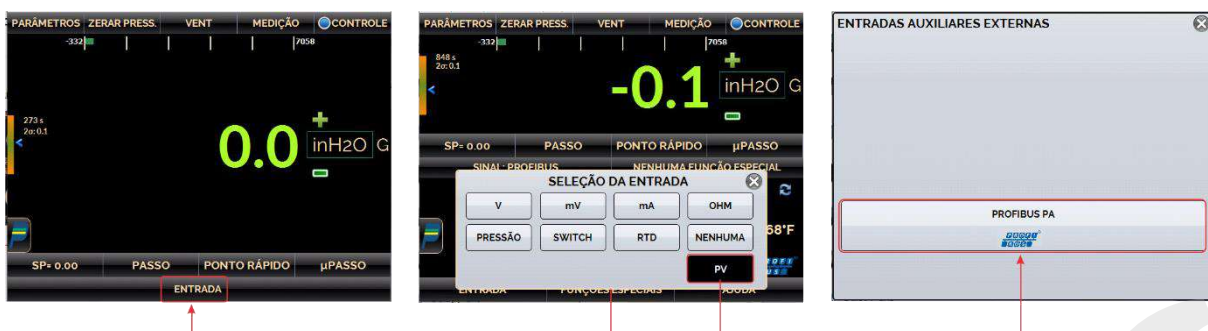 PARÂMETROS ZERAR PRESS. VENT MEDIÇÃO CONTROLE
-332 7058
273 s
2σ: 0.1
0.0 inH2O G
SP= 0.00 PASSO PONTO RÁPIDO µPASSO
ENTRADA
PARÂMETROS ZERAR PRESS. VENT MEDIÇÃO CONTROLE
-332 7058
848 s
2σ: 0.1
-0.1 inH2O G
SP= 0.00 PASSO PONTO RÁPIDO µPASSO
SINAL: PROFIBUS NENHUMA FUNÇÃO ESPECIAL
SELEÇÃO DA ENTRADA
V mV mA OHM
PRESSÃO SWITCH RTD NENHUMA
68°F
PV
ENTRADA FUNÇÕES ESPECIAIS AJUDA
ENTRADAS AUXILIARES EXTERNAS
PROFIBUS PA